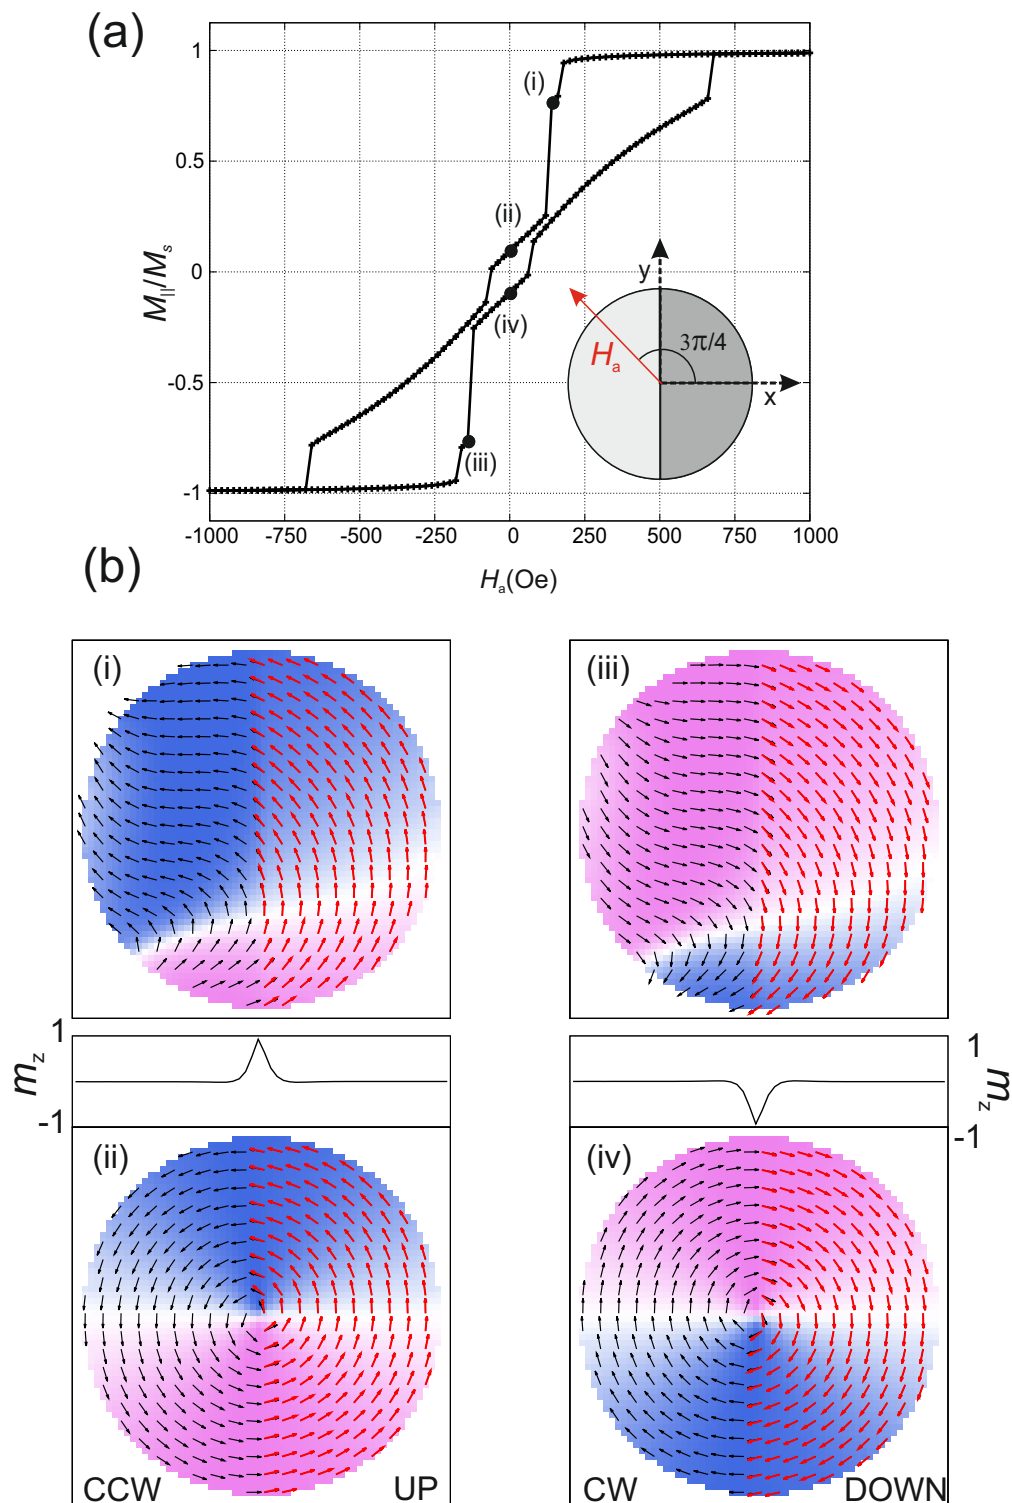 (a)
1
0.5
0
-0.5
-1
M||/Ms
(i)
(ii)
(iv)
(iii)
y
3π/4
Ha
x
-1000 -750 -500 -250 0 250 500 750 1000
Ha(Oe)
(b)
(i)
(iii)
1
mz
-1
1
mz
-1
(ii)
(iv)
CCW UP
CW DOWN